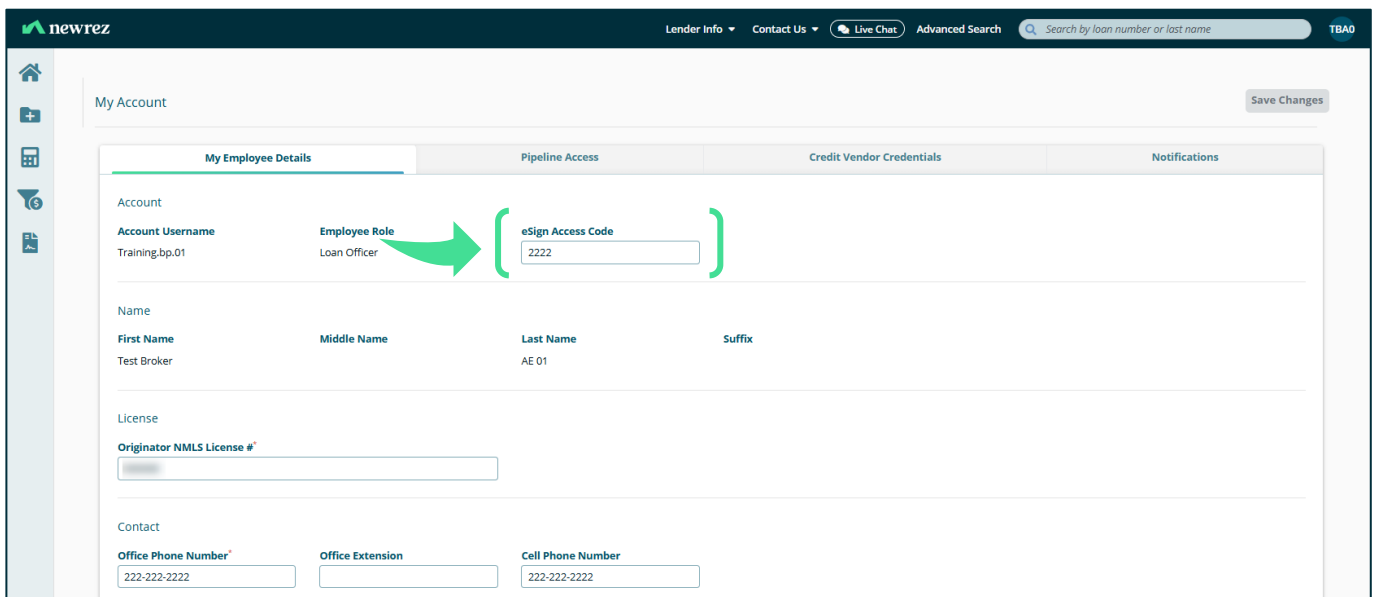 newrez
Lender Info Contact Us Live Chat Advanced Search Search by loan number or last name TBA0
My Account
Save Changes
My Employee Details Pipeline Access Credit Vendor Credentials Notifications
Account
Account Username Employee Role eSign Access Code
Training.bp.01 Loan Officer 2222
Name
First Name Middle Name Last Name Suffix
Test Broker AE 01
License
Originator NMLS License #*
Contact
Office Phone Number* Office Extension Cell Phone Number
222-222-2222 222-222-2222